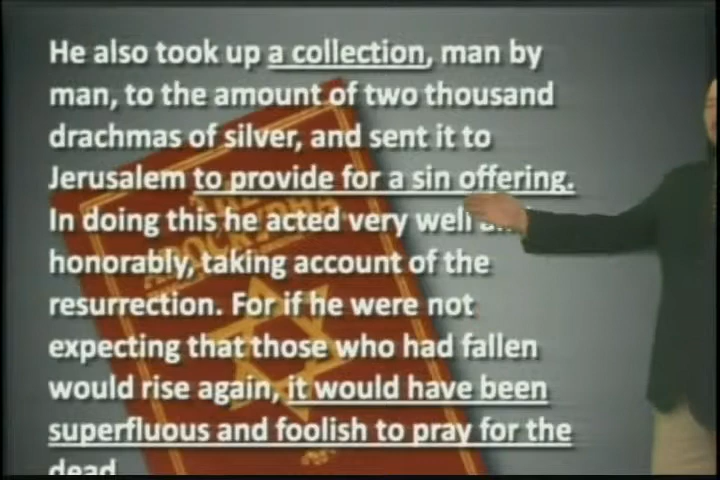 He also took up a collection, man by
man, to the amount of two thousand
drachmas of silver, and sent it to
Jerusalem to provide for a sin offering.
In doing this he acted very well
honorably, taking account of the
resurrection. For if he were not
expecting that those who had fallen
would rise again, it would have been
superfluous and foolish to pray for the
dead
THE
APOCRYPHA